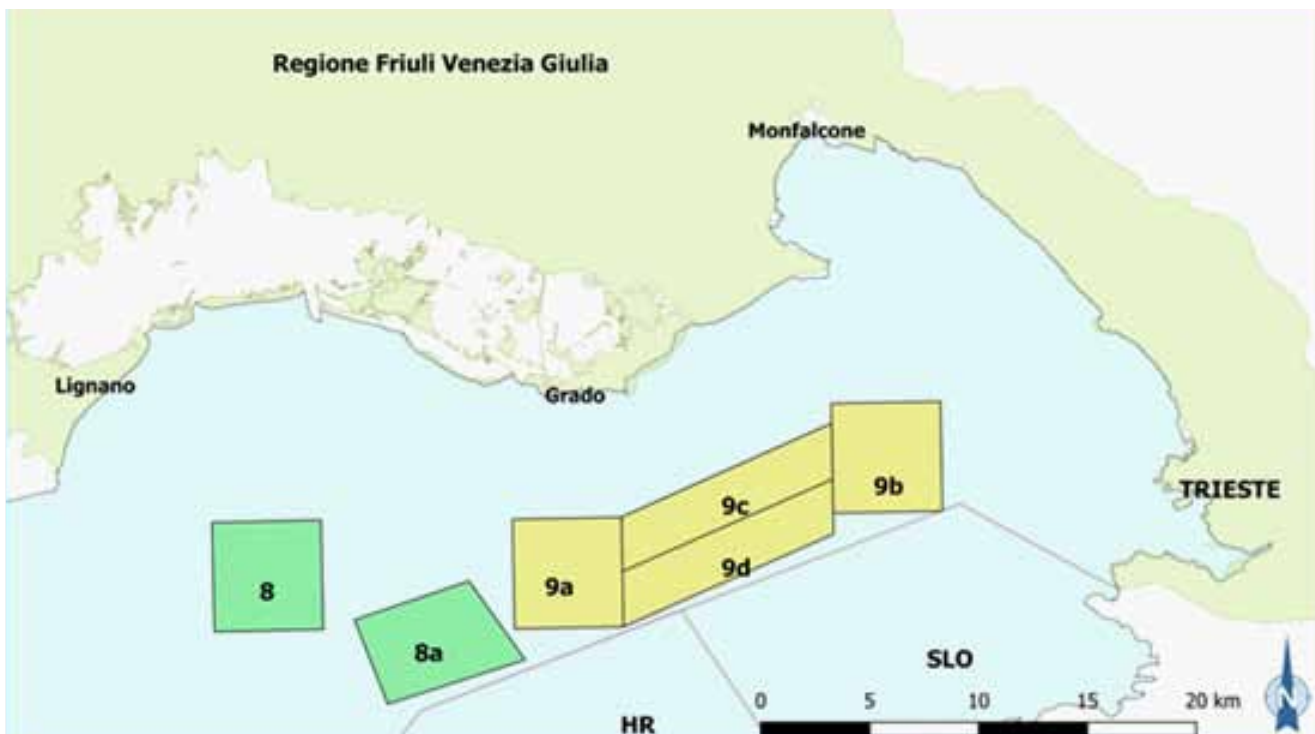 Regione Friuli Venezia Giulia
Monfalcone
Lignano
Grado
TRIESTE
9b
9c
9d
9a
8
8a
SLO
HR
0 5 10 15 20 km
N